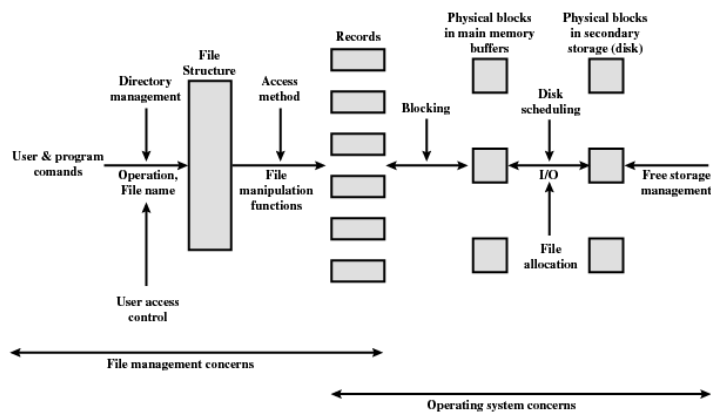 Physical blocks
in main memory
buffers
Physical blocks
in secondary
storage (disk)
Records
File
Structure
Directory
management
Access
method
Blocking
Disk
scheduling
User & program
comands
Operation,
File name
File
manipulation
functions
I/O
Free storage
management
File
allocation
User access
control
File management concerns
Operating system concerns